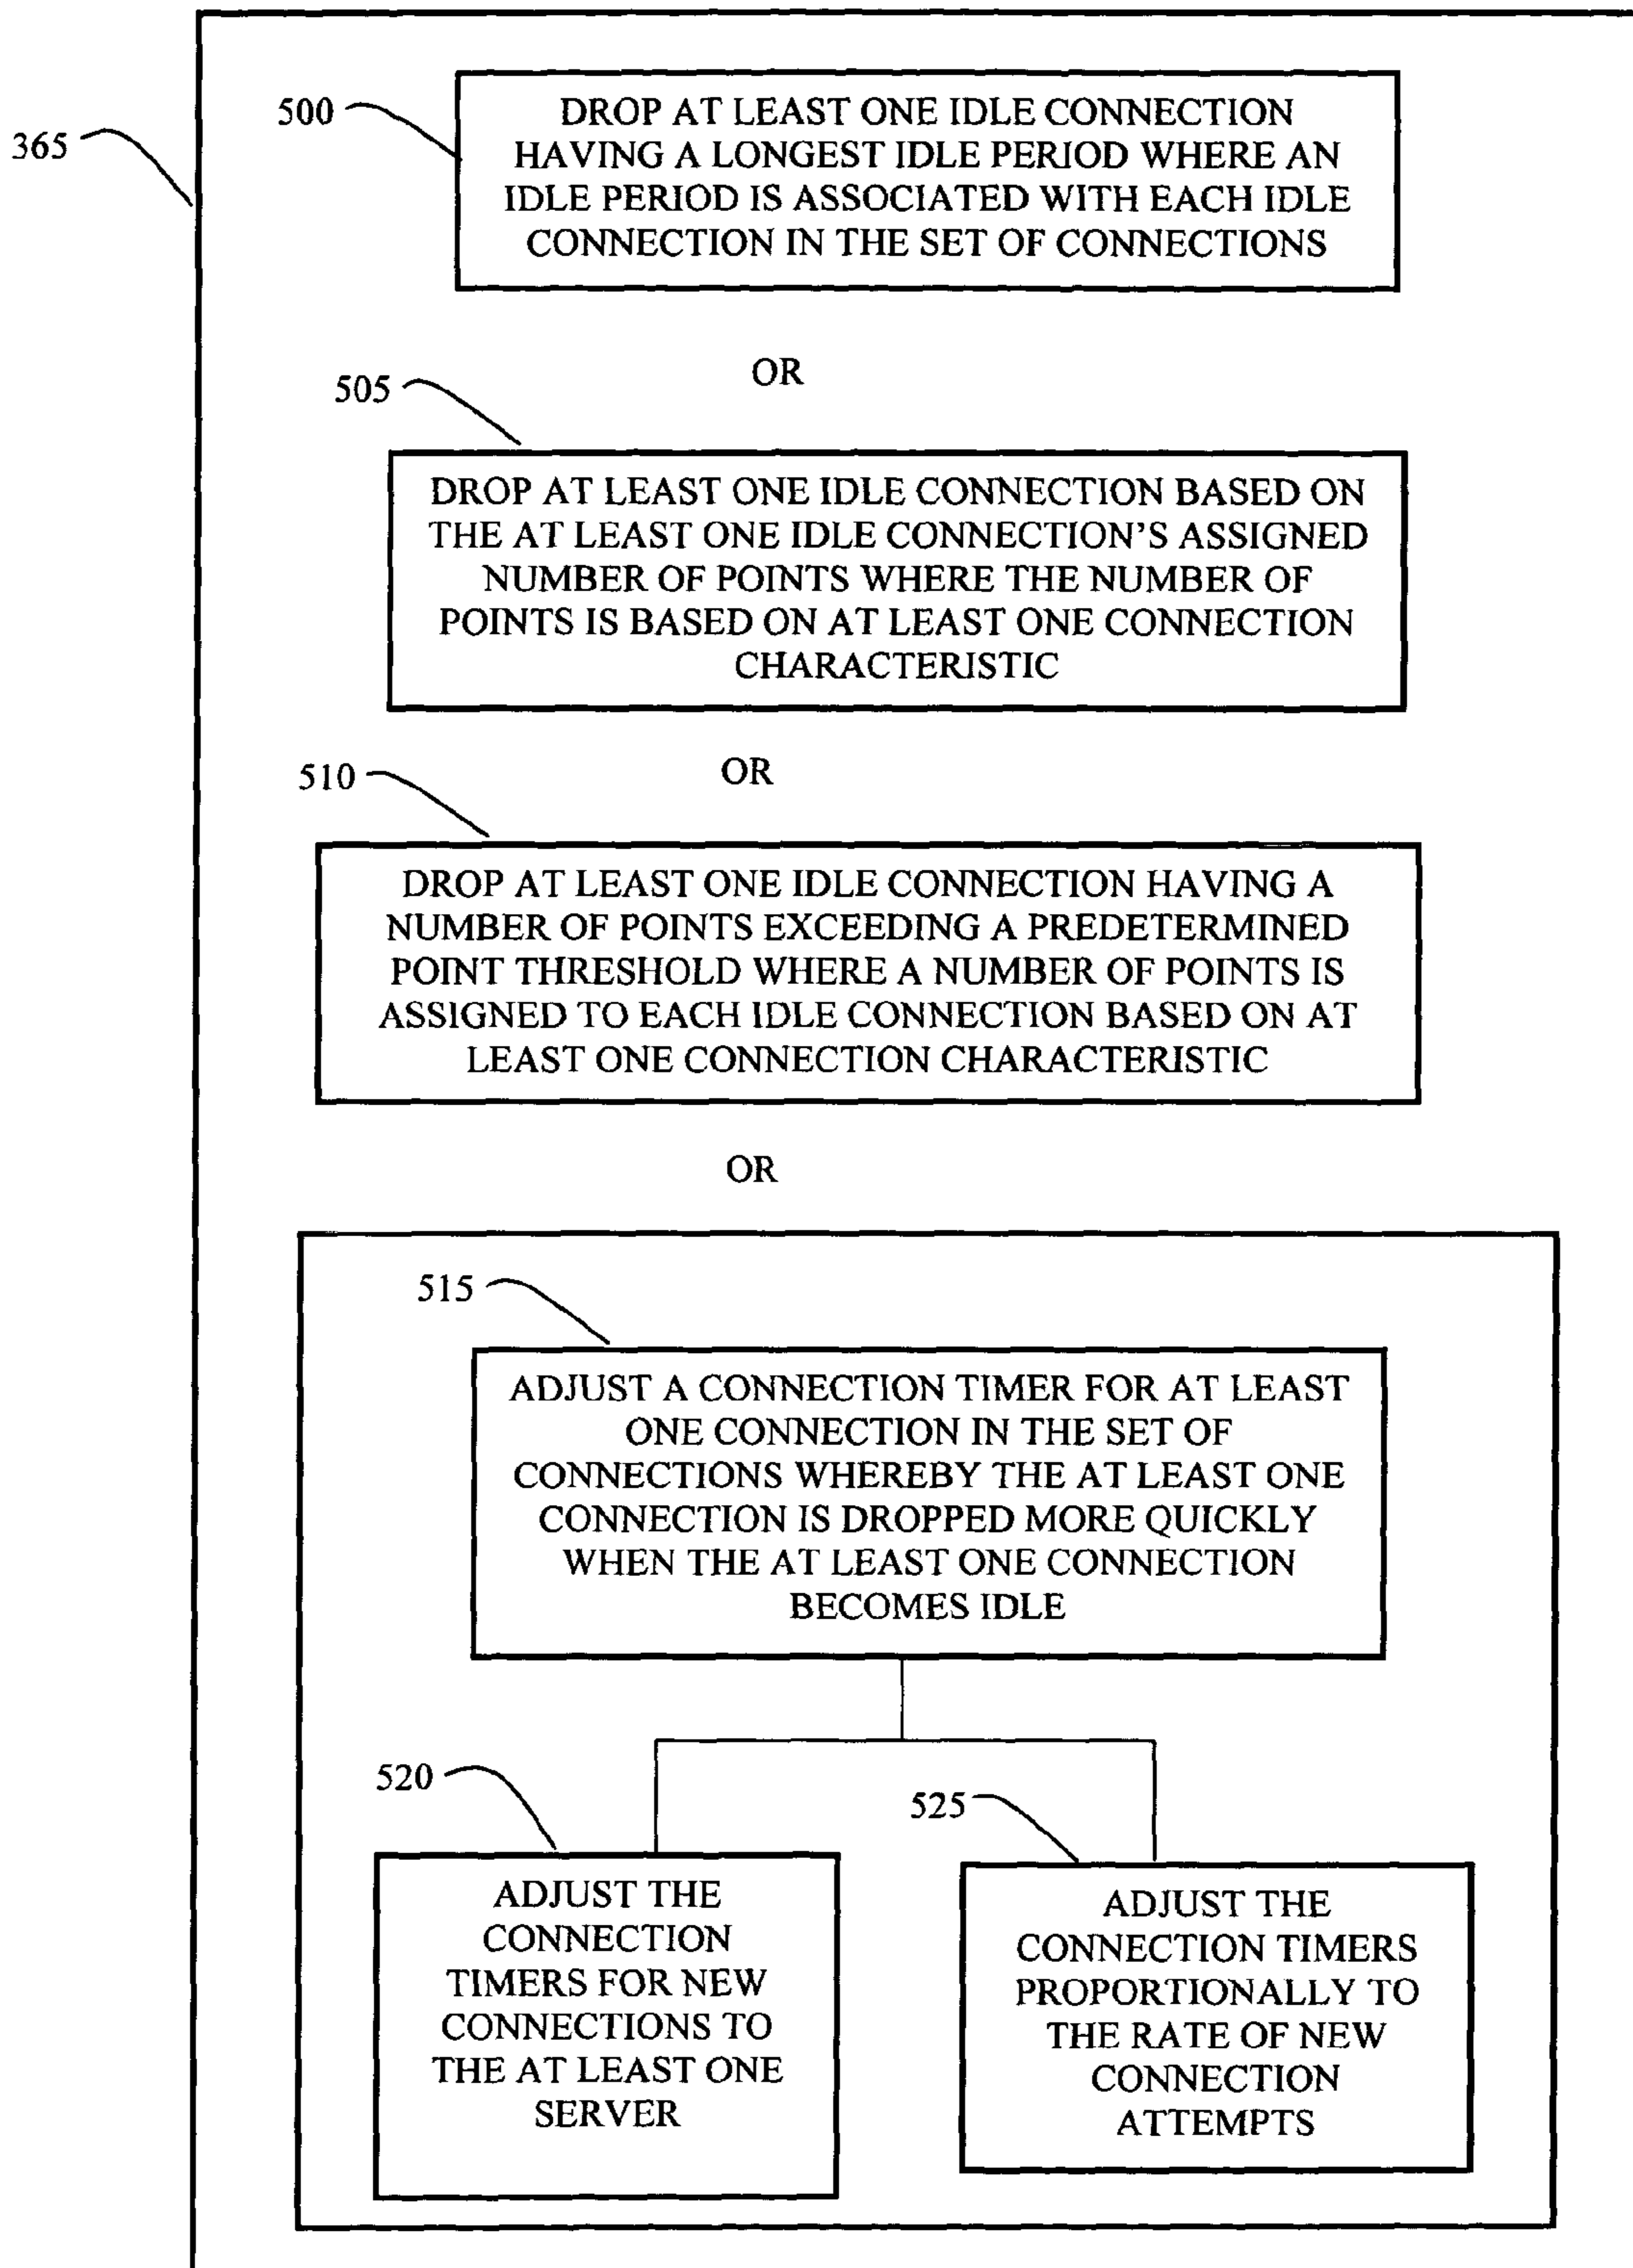 500
DROP AT LEAST ONE IDLE CONNECTION
HAVING A LONGEST IDLE PERIOD WHERE AN
IDLE PERIOD IS ASSOCIATED WITH EACH IDLE
CONNECTION IN THE SET OF CONNECTIONS
365
OR
505
DROP AT LEAST ONE IDLE CONNECTION BASED ON
THE AT LEAST ONE IDLE CONNECTION'S ASSIGNED
NUMBER OF POINTS WHERE THE NUMBER OF
POINTS IS BASED ON AT LEAST ONE CONNECTION
CHARACTERISTIC
OR
510
DROP AT LEAST ONE IDLE CONNECTION HAVING A
NUMBER OF POINTS EXCEEDING A PREDETERMINED
POINT THRESHOLD WHERE A NUMBER OF POINTS IS
ASSIGNED TO EACH IDLE CONNECTION BASED ON AT
LEAST ONE CONNECTION CHARACTERISTIC
OR
515
ADJUST A CONNECTION TIMER FOR AT LEAST
ONE CONNECTION IN THE SET OF
CONNECTIONS WHEREBY THE AT LEAST ONE
CONNECTION IS DROPPED MORE QUICKLY
WHEN THE AT LEAST ONE CONNECTION
BECOMES IDLE
520
ADJUST THE
CONNECTION
TIMERS FOR NEW
CONNECTIONS TO
THE AT LEAST ONE
SERVER
525
ADJUST THE
CONNECTION TIMERS
PROPORTIONALLY TO
THE RATE OF NEW
CONNECTION
ATTEMPTS